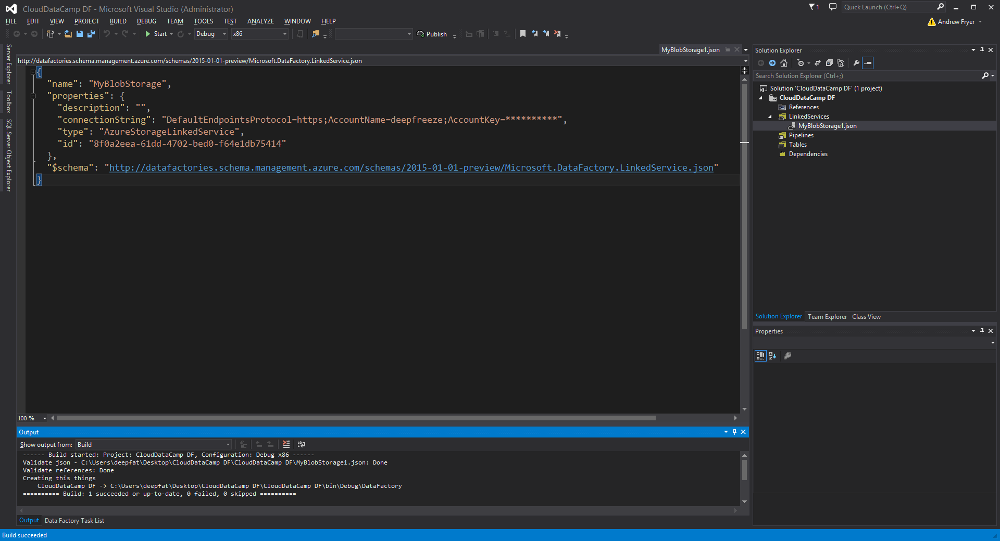 CloudDataCamp DF - Microsoft Visual Studio (Administrator)
1
Quick Launch (Ctrl+Q)
FILE EDIT VIEW PROJECT BUILD DEBUG TEAM TOOLS TEST ANALYZE WINDOW HELP
Andrew Fryer
Start Debug x86 Publish
Server Explorer
Toolbox
SQL Server Object Explorer
MyBlobStorage1.json
http://datafactories.schema.management.azure.com/schemas/2015-01-01-preview/Microsoft.DataFactory.LinkedService.json
{
"name": "MyBlobStorage",
"properties": {
"description": "",
"connectionString": "DefaultEndpointsProtocol=https;AccountName=deepfreeze;AccountKey=**********",
"type": "AzureStorageLinkedService",
"id": "8f0a2eea-61dd-4702-bed0-f64e1db75414"
},
"$schema": "http://datafactories.schema.management.azure.com/schemas/2015-01-01-preview/Microsoft.DataFactory.LinkedService.json"
}
100 %
Output
Show output from: Build
------ Build started: Project: CloudDataCamp DF, Configuration: Debug x86 ------
Validate json - C:\Users\deepfat\Desktop\CloudDataCamp DF\CloudDataCamp DF\MyBlobStorage1.json: Done
Validate references: Done
Creating this things
CloudDataCamp DF -> C:\Users\deepfat\Desktop\CloudDataCamp DF\CloudDataCamp DF\bin\Debug\DataFactory
========== Build: 1 succeeded or up-to-date, 0 failed, 0 skipped ==========
Output Data Factory Task List
Build succeeded
Solution Explorer
Search Solution Explorer (Ctrl+;)
Solution 'CloudDataCamp DF' (1 project)
CloudDataCamp DF
References
LinkedServices
MyBlobStorage1.json
Pipelines
Tables
Dependencies
Solution Explorer Team Explorer Class View
Properties